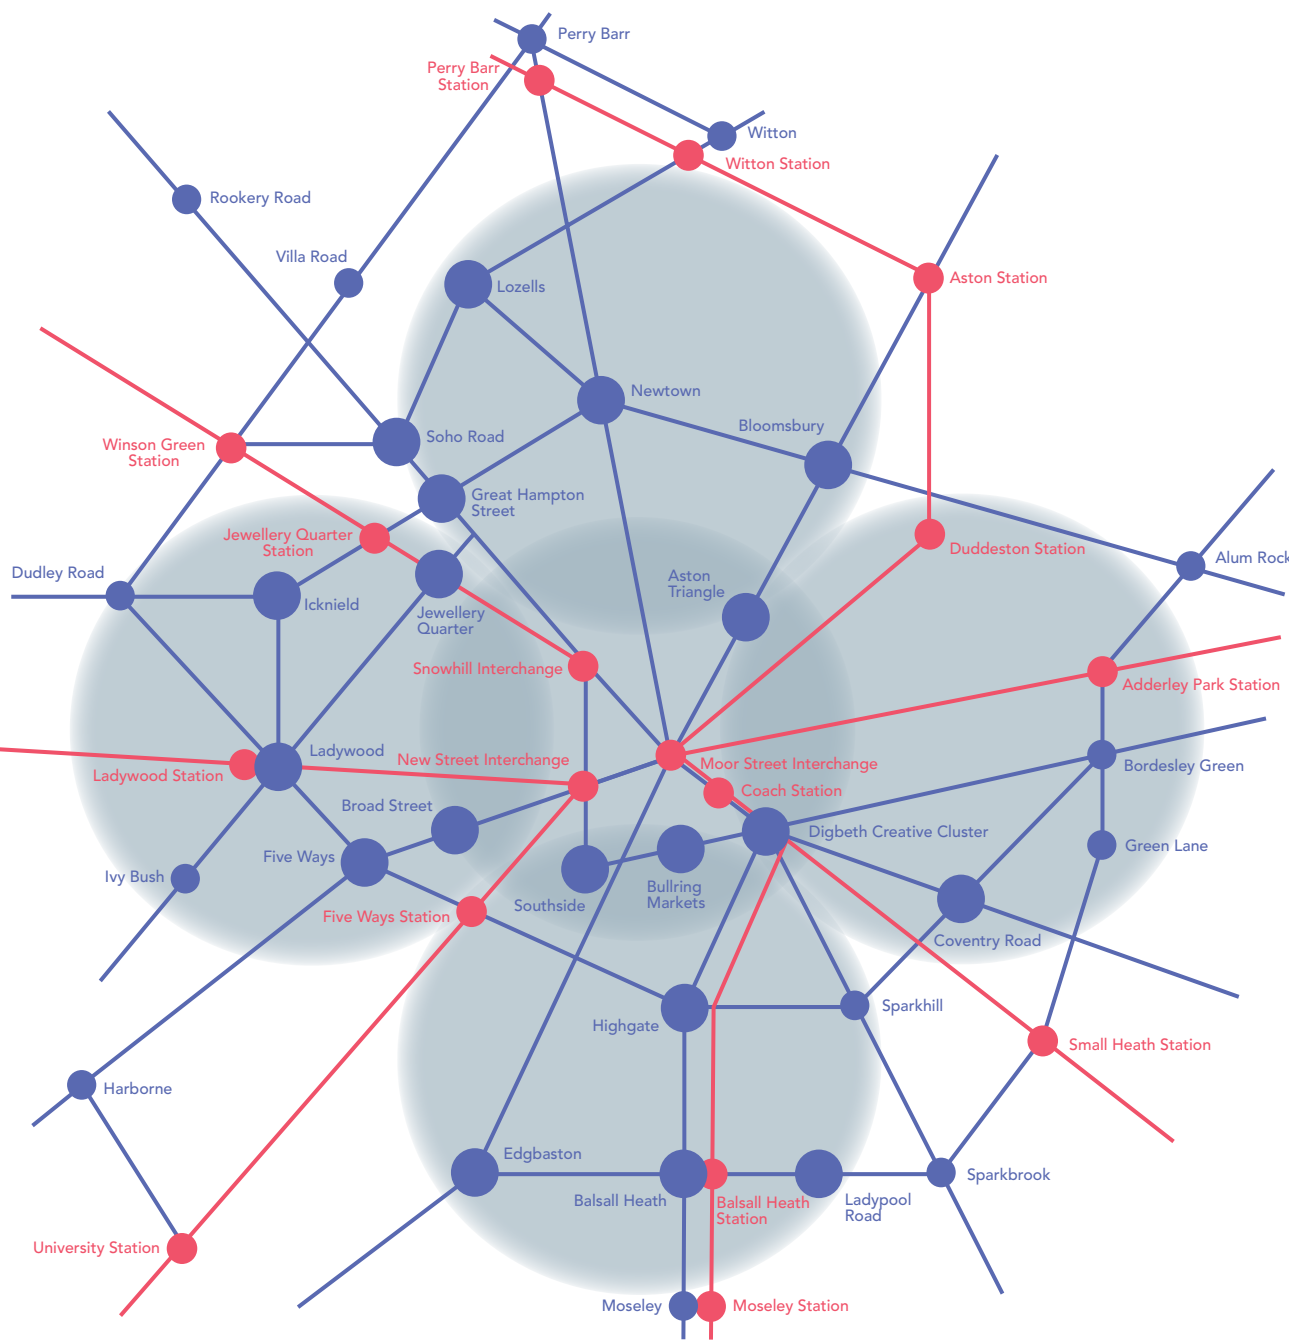 Perry Barr
Perry Barr
Station
Witton
Witton Station
Rookery Road
Villa Road
Lozells
Aston Station
Newtown
Bloomsbury
Soho Road
Winson Green
Station
Great Hampton
Street
Jewellery Quarter
Station
Duddeston Station
Alum Rock
Dudley Road
Aston
Triangle
Icknield
Jewellery
Quarter
Snowhill Interchange
Adderley Park Station
Ladywood
New Street Interchange
Moor Street Interchange
Bordesley Green
Ladywood Station
Coach Station
Broad Street
Digbeth Creative Cluster
Green Lane
Five Ways
Ivy Bush
Bullring
Markets
Southside
Five Ways Station
Coventry Road
Sparkhill
Highgate
Small Heath Station
Harborne
Edgbaston
Sparkbrook
Balsall Heath
Balsall Heath
Station
Ladypool
Road
University Station
Moseley
Moseley Station